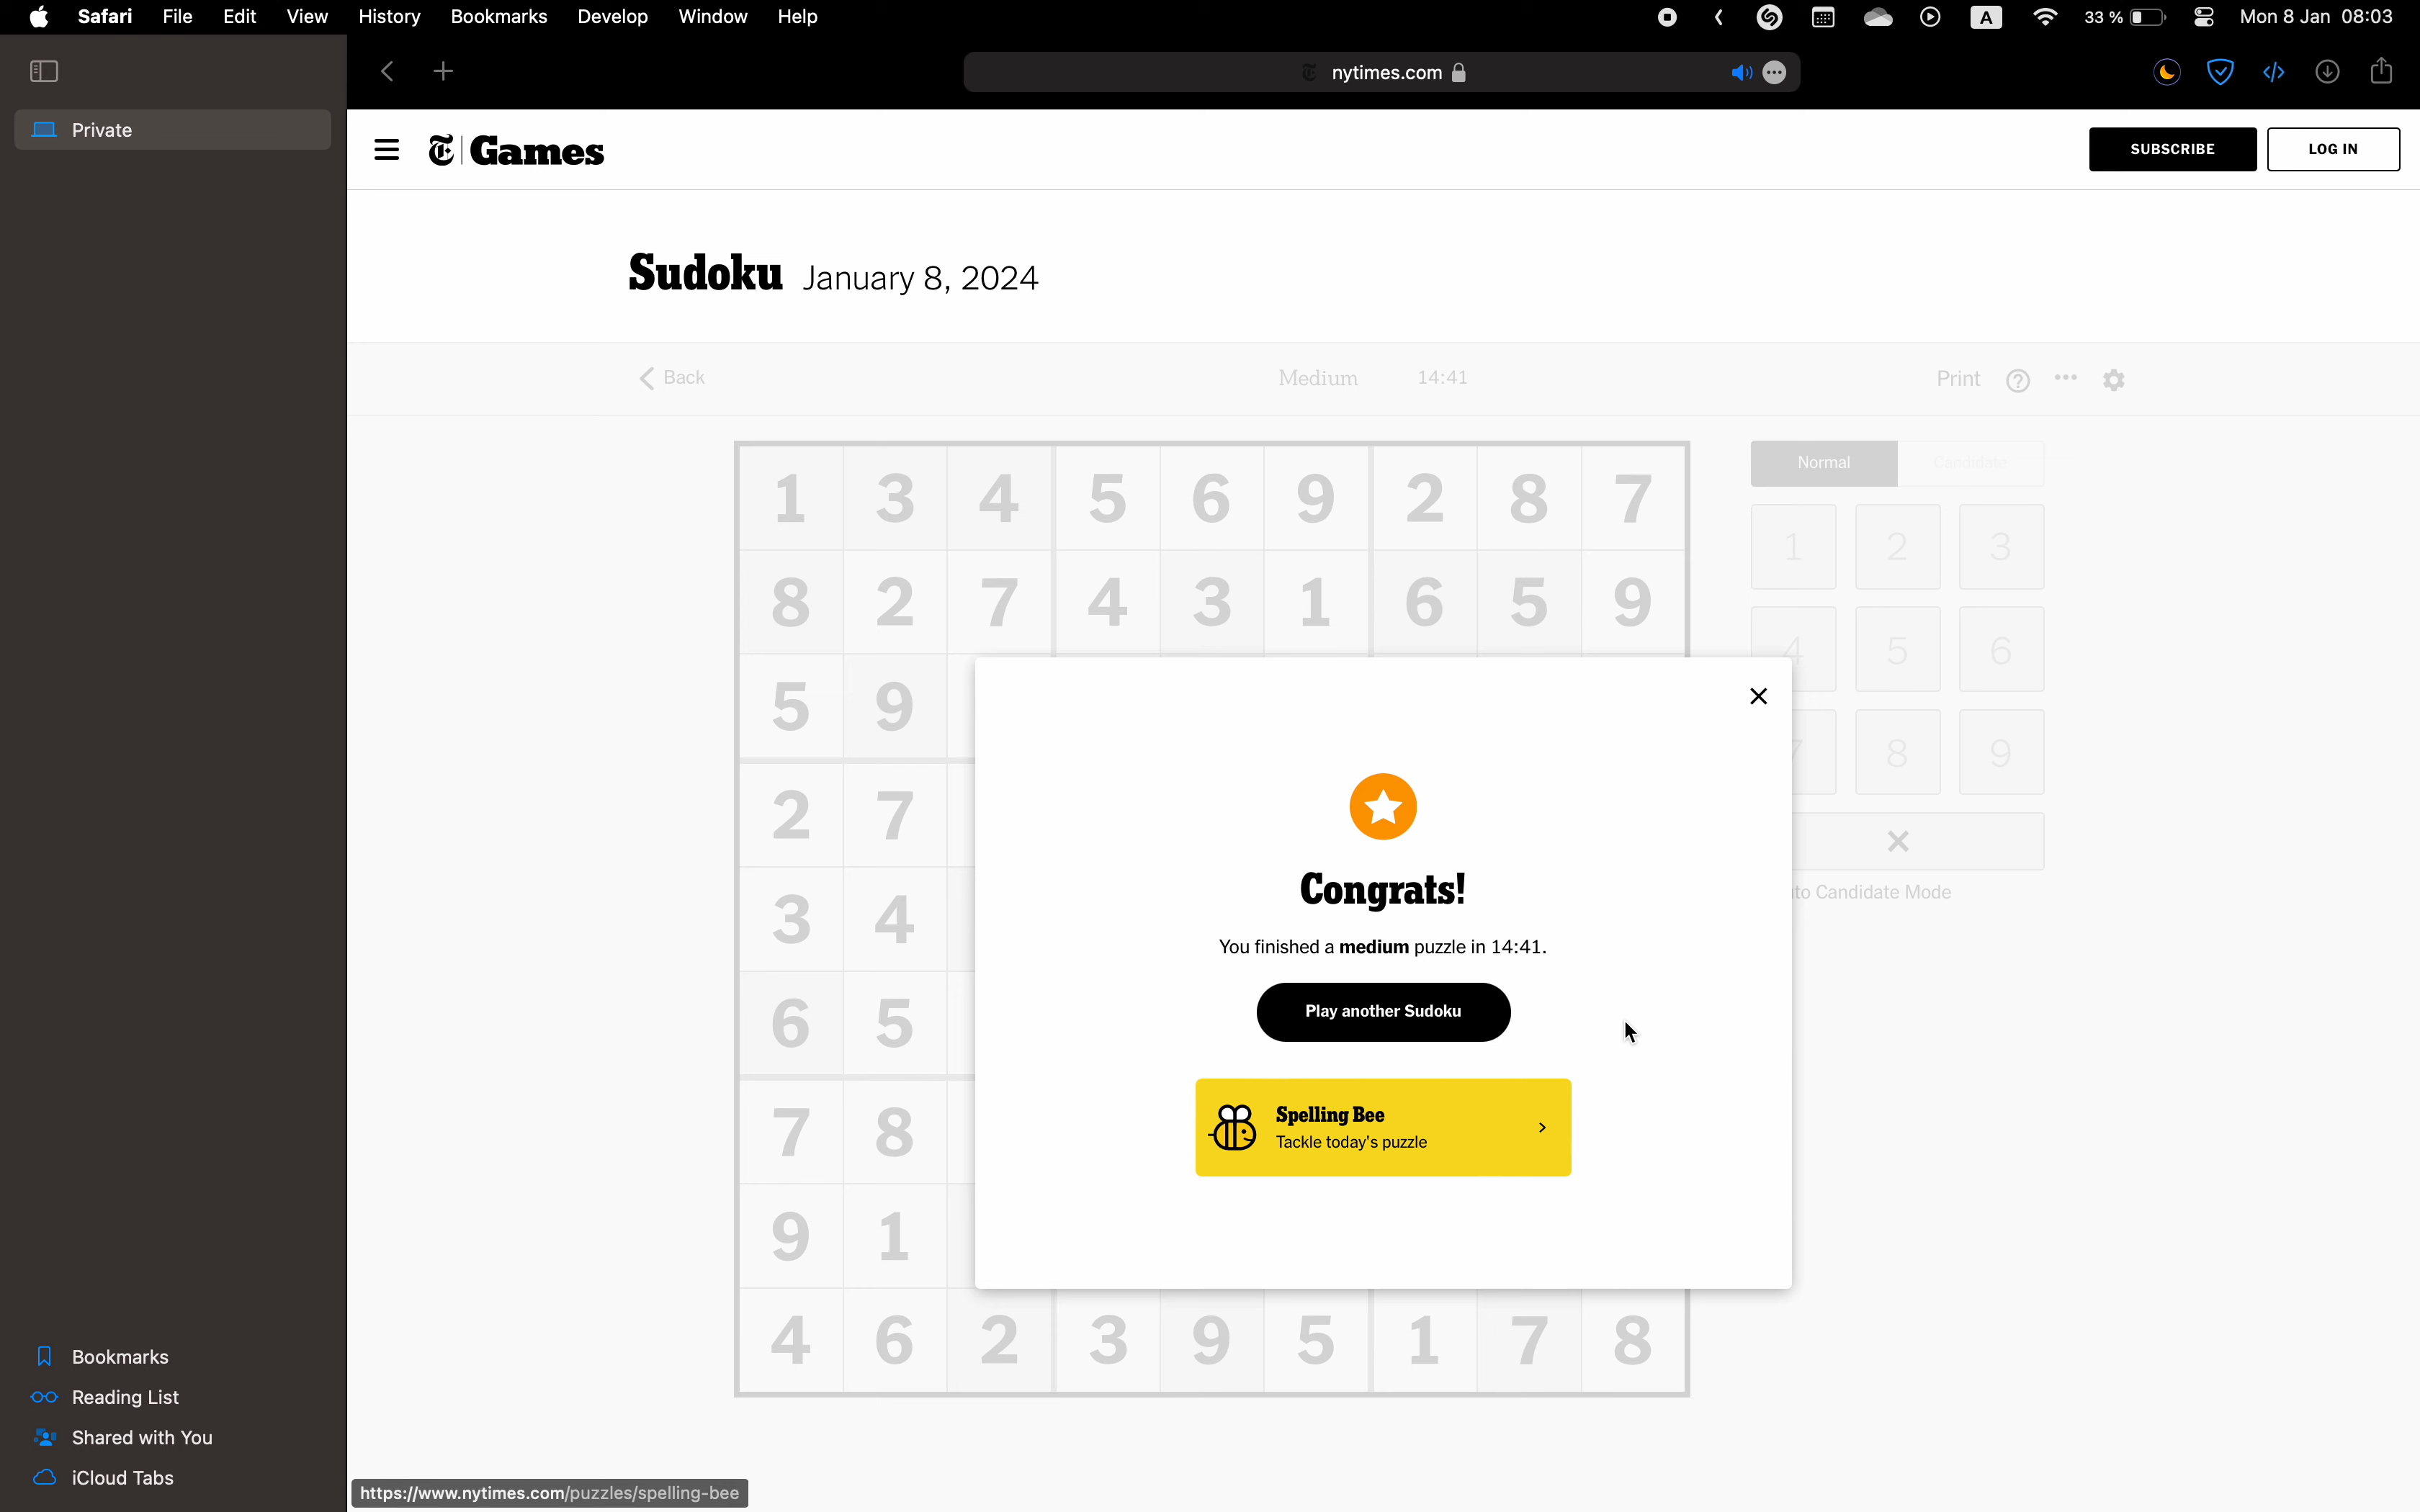 Safari File Edit View History Bookmarks Develop Window Help A 33 % Mon 8 Jan 08:03
nytimes.com
Private
T Games
SUBSCRIBE LOG IN
Sudoku January 8, 2024
Back Medium 14:41 Print
Normal Candidate
1 3 4 5 6 9 2 8 7
1 2 3
8 2 7 4 3 1 6 5 9
4 5 6
5 9
7 8 9
2 7
Congrats!
to Candidate Mode
3 4
You finished a medium puzzle in 14:41.
Play another Sudoku
6 5
Spelling Bee
Tackle today's puzzle
7 8
9 1
4 6 2 3 9 5 1 7 8
Bookmarks
Reading List
Shared with You
iCloud Tabs
https://www.nytimes.com/puzzles/spelling-bee